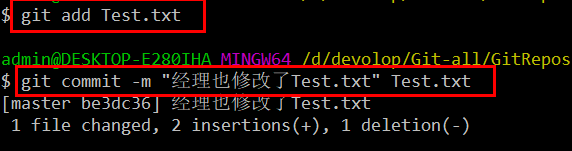 $ git add Test.txt
admin@DESKTOP-E280IHA MINGW64 /d/devolop/Git-all/GitRepos
$ git commit -m "经理也修改了Test.txt" Test.txt
[master be3dc36] 经理也修改了Test.txt
1 file changed, 2 insertions(+), 1 deletion(-)